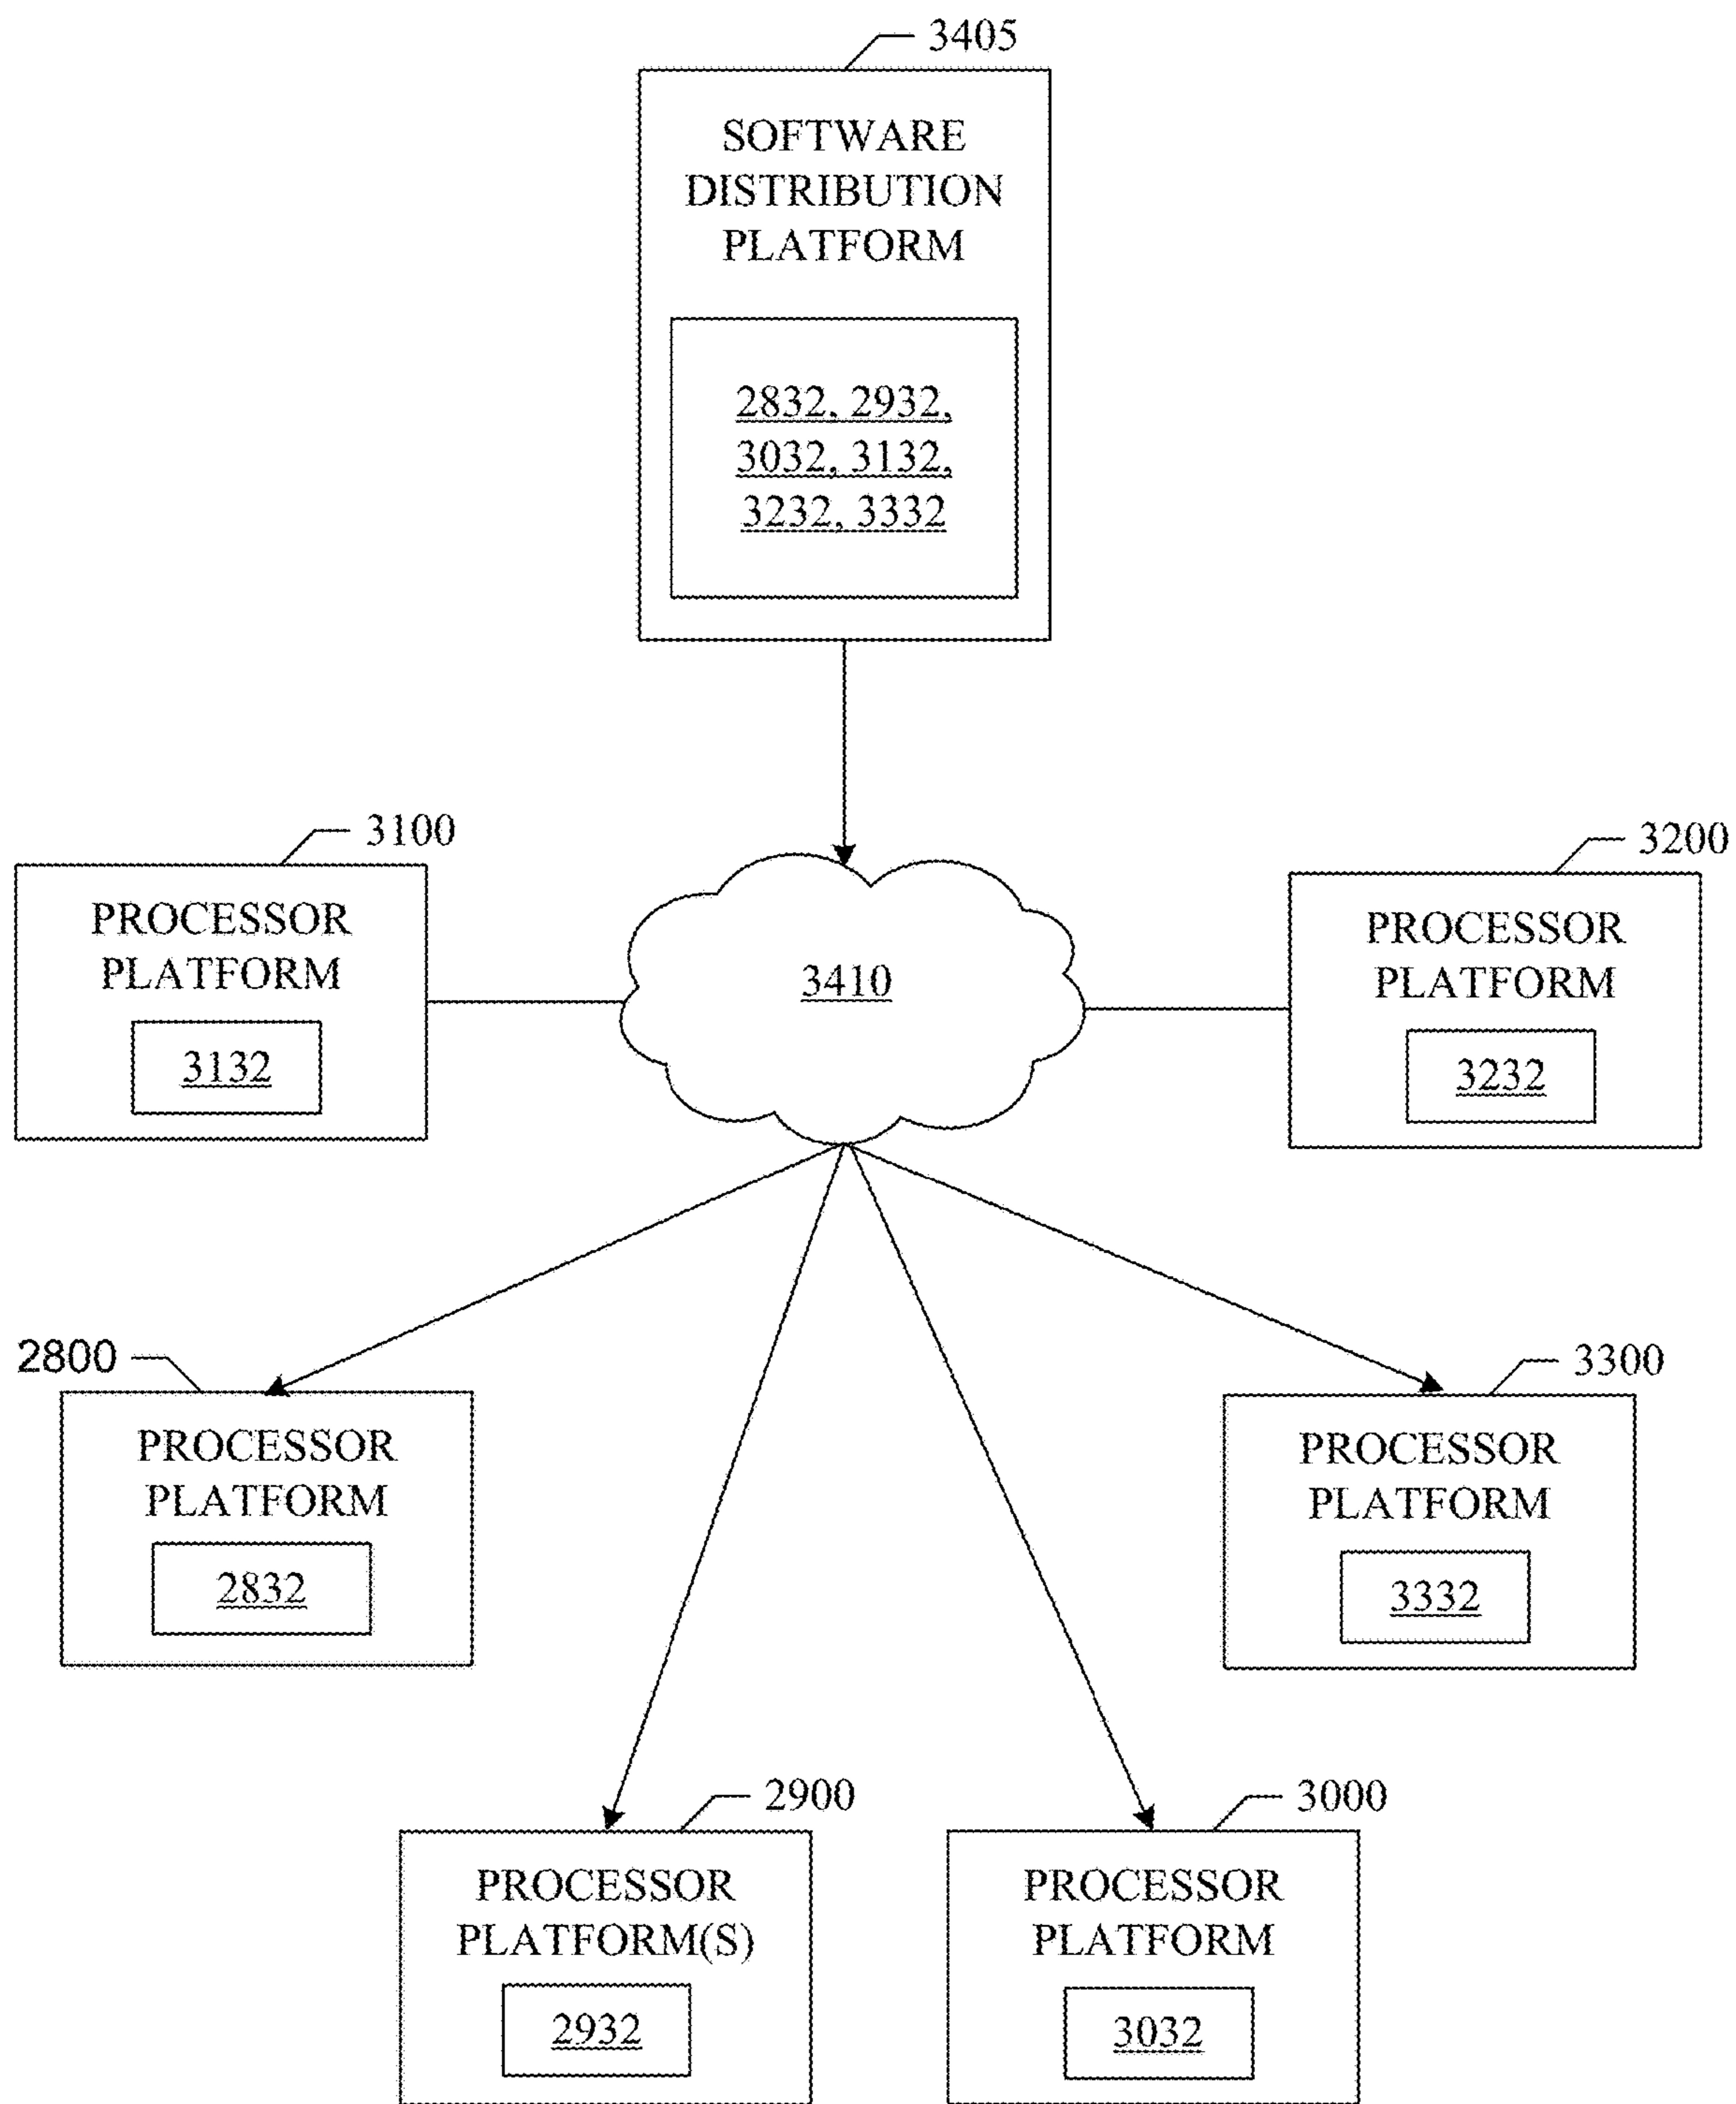 3405
SOFTWARE
DISTRIBUTION
PLATFORM
2832, 2932,
3032, 3132,
3232, 3332
3100
PROCESSOR
PLATFORM
3132
3410
3200
PROCESSOR
PLATFORM
3232
2800
PROCESSOR
PLATFORM
2832
3300
PROCESSOR
PLATFORM
3332
2900
PROCESSOR
PLATFORM(S)
2932
3000
PROCESSOR
PLATFORM
3032